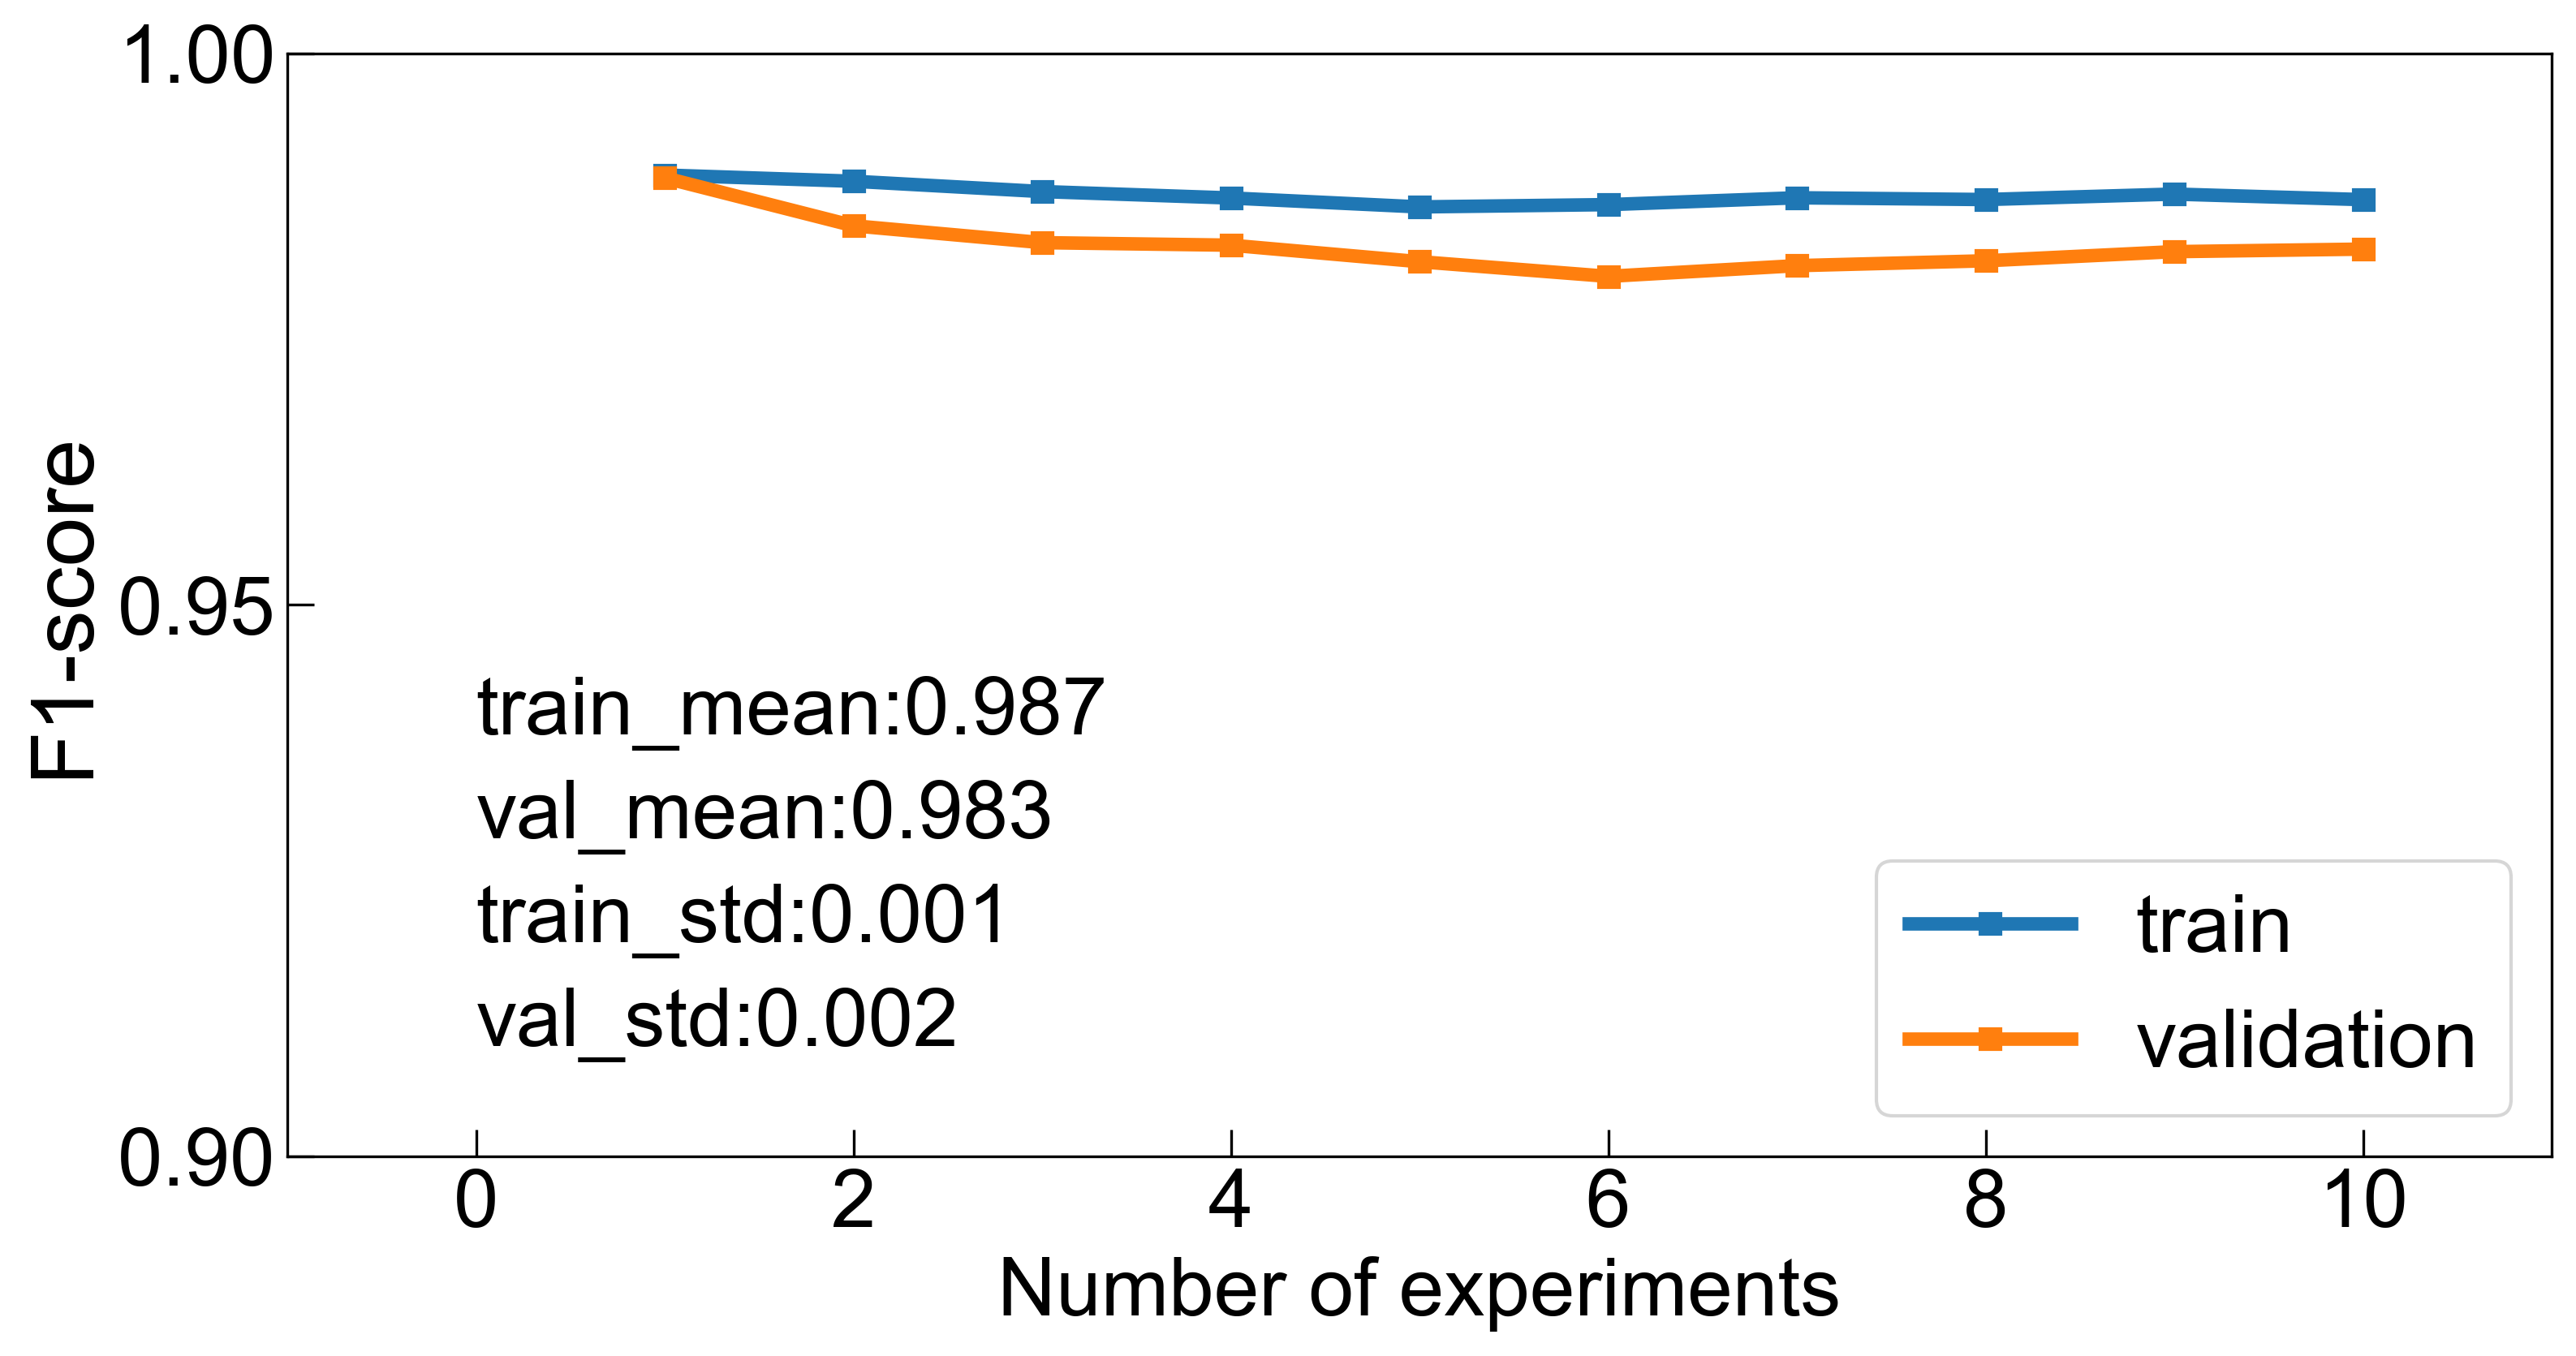 1.00
0.95
0.90
F1-score
train_mean:0.987
val_mean:0.983
train_std:0.001
val_std:0.002
train
validation
0 2 4 6 8 10
Number of experiments